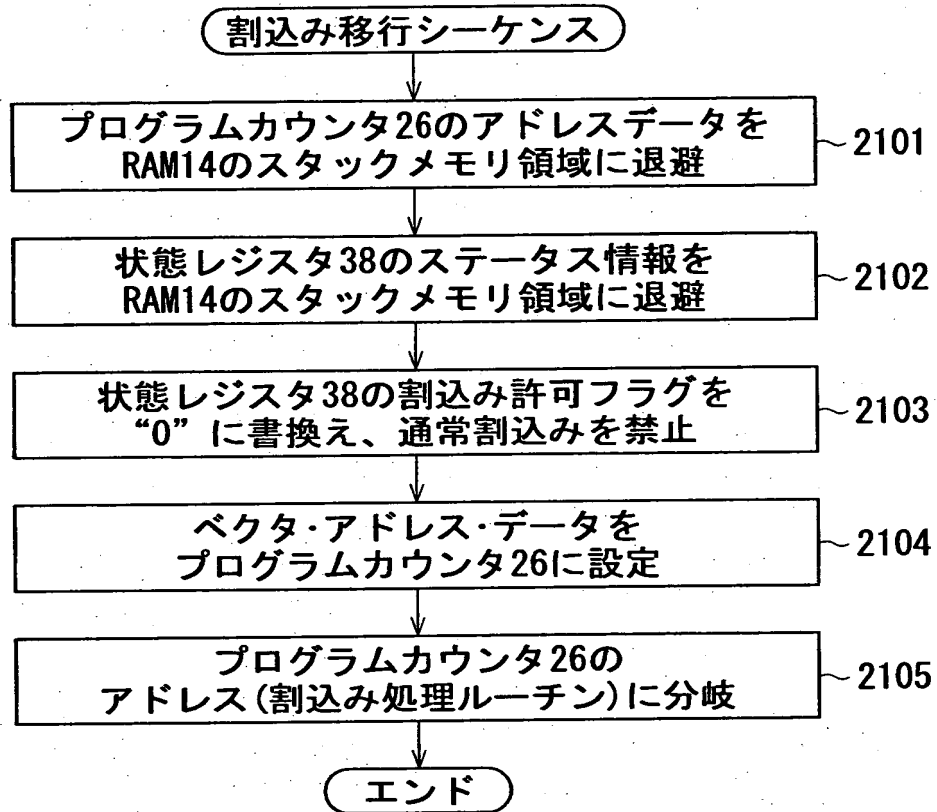 割込み移行シーケンス
プログラムカウンタ26のアドレスデータを
RAM14のスタックメモリ領域に退避
2101
状態レジスタ38のステータス情報を
RAM14のスタックメモリ領域に退避
2102
状態レジスタ38の割込み許可フラグを
“0”に書換え、通常割込みを禁止
2103
ベクタ・アドレス・データを
プログラムカウンタ26に設定
2104
プログラムカウンタ26の
アドレス(割込み処理ルーチン)に分岐
2105
エンド